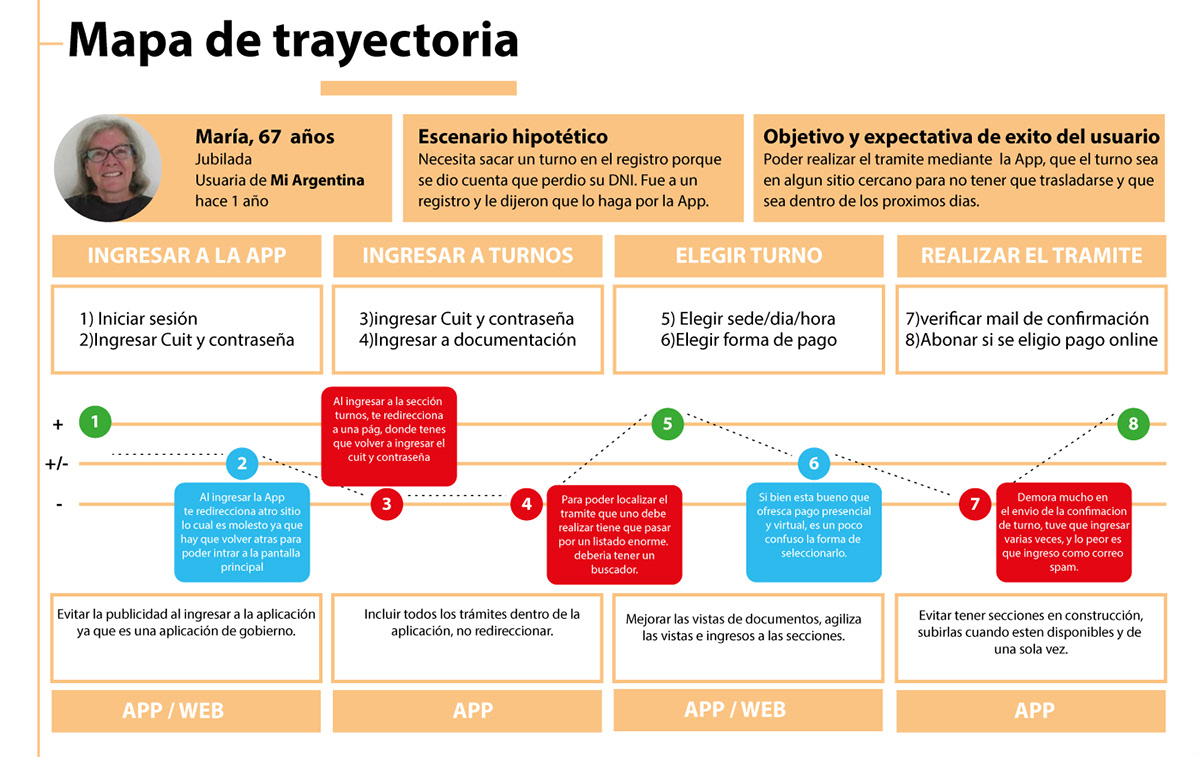 Mapa de trayectoria
María, 67 años
Jubilada
Usuaria de Mi Argentina
hace 1 año
Escenario hipotético
Necesita sacar un turno en el registro porque
se dio cuenta que perdio su DNI. Fue a un
registro y le dijeron que lo haga por la App.
Objetivo y expectativa de exito del usuario
Poder realizar el tramite mediante la App, que el turno sea
en algun sitio cercano para no tener que trasladarse y que
sea dentro de los proximos dias.
INGRESAR A LA APP
INGRESAR A TURNOS
ELEGIR TURNO
REALIZAR EL TRAMITE
1) Iniciar sesión
2)Ingresar Cuit y contraseña
3)ingresar Cuit y contraseña
4)Ingresar a documentación
5) Elegir sede/dia/hora
6)Elegir forma de pago
7)verificar mail de confirmación
8)Abonar si se eligio pago online
+
+/-
-
1
2
Al ingresar la App
te redirecciona atro sitio
lo cual es molesto ya que
hay que volver atras para
poder intrar a la pantalla
principal
Al ingresar a la sección
turnos, te redirecciona
a una pág, donde tenes
que volver a ingresar el
cuit y contraseña
3
4
Para poder localizar el
tramite que uno debe
realizar tiene que pasar
por un listado enorme.
deberia tener un
buscador.
5
6
Si bien esta bueno que
ofresca pago presencial
y virtual, es un poco
confuso la forma de
seleccionarlo.
7
Demora mucho en
el envio de la confimacion
de turno, tuve que ingresar
varias veces, y lo peor es
que ingreso como correo
spam.
8
Evitar la publicidad al ingresar a la aplicación
ya que es una aplicación de gobierno.
Incluir todos los trámites dentro de la
aplicación, no redireccionar.
Mejorar las vistas de documentos, agiliza
las vistas e ingresos a las secciones.
Evitar tener secciones en construcción,
subirlas cuando esten disponibles y de
una sola vez.
APP / WEB
APP
APP / WEB
APP